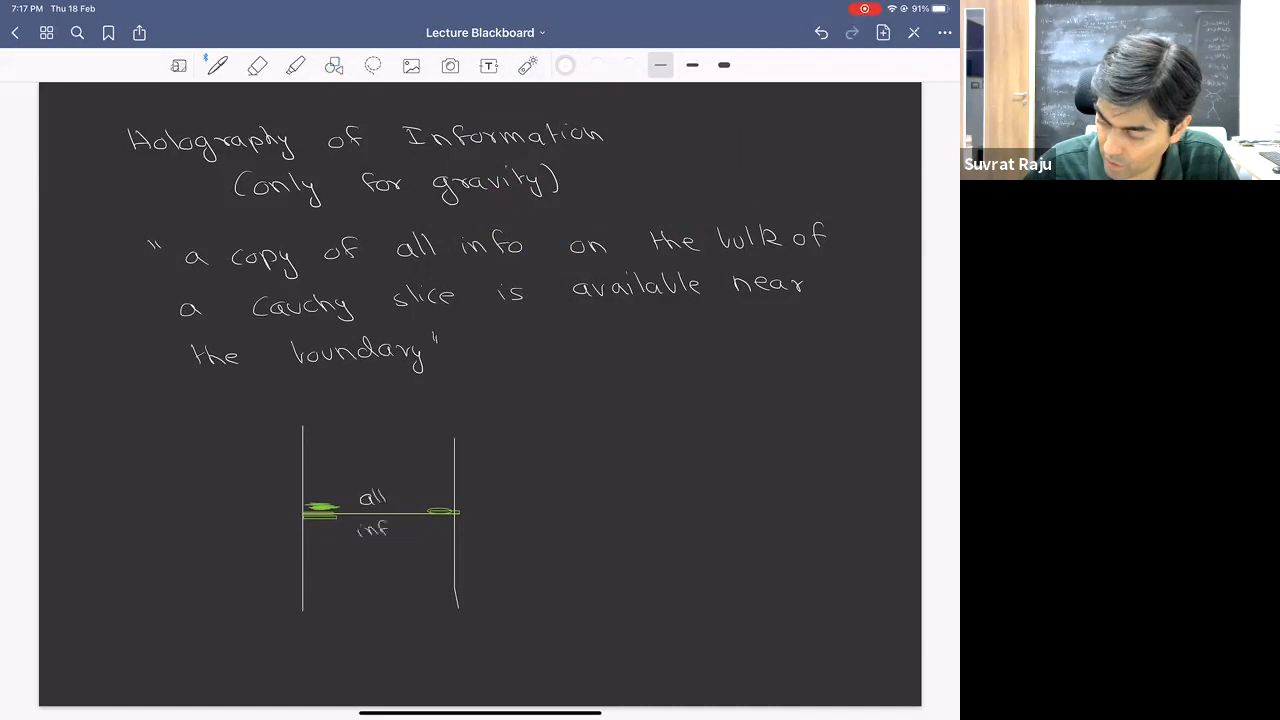 7:17 PM Thu 18 Feb
91%
Lecture Blackboard
T
Holography of Information
(only for gravity)
" a copy of all info on the bulk of
a Cauchy slice is available near
the boundary"
all
inf
Suvrat Raju